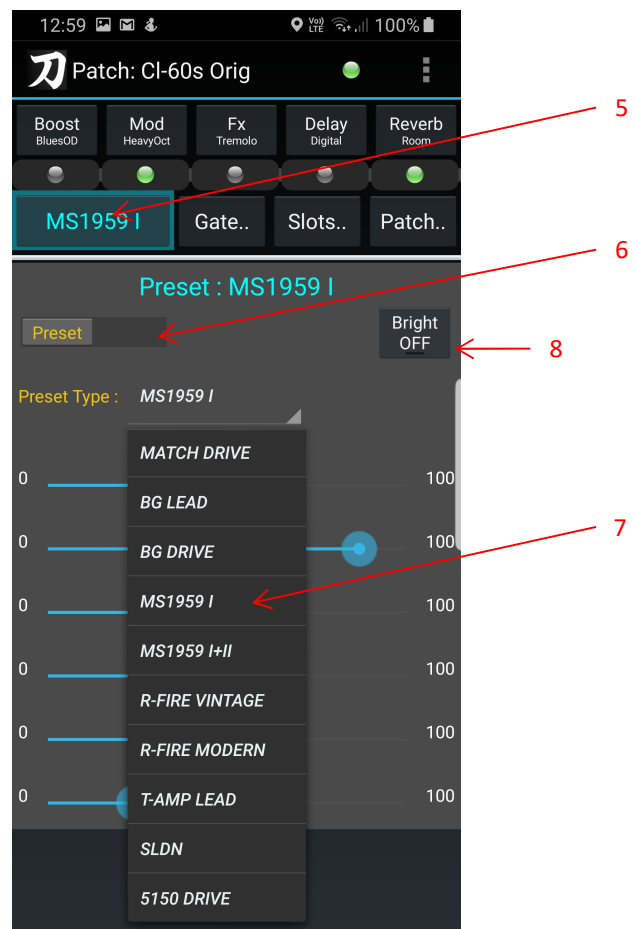 12:59 Vo)) LTE 100%
刀 Patch: Cl-60s Orig
Boost Mod Fx Delay Reverb
BluesOD HeavyOct Tremolo Digital Room
MS1959 I Gate.. Slots.. Patch..
5
Preset : MS1959 I
6
Preset
Bright
OFF
8
Preset Type : MS1959 I
MATCH DRIVE
0 100
BG LEAD
0 100
BG DRIVE
7
MS1959 I
0 100
MS1959 I+II
0 100
R-FIRE VINTAGE
0 100
R-FIRE MODERN
0 100
T-AMP LEAD
SLDN
5150 DRIVE